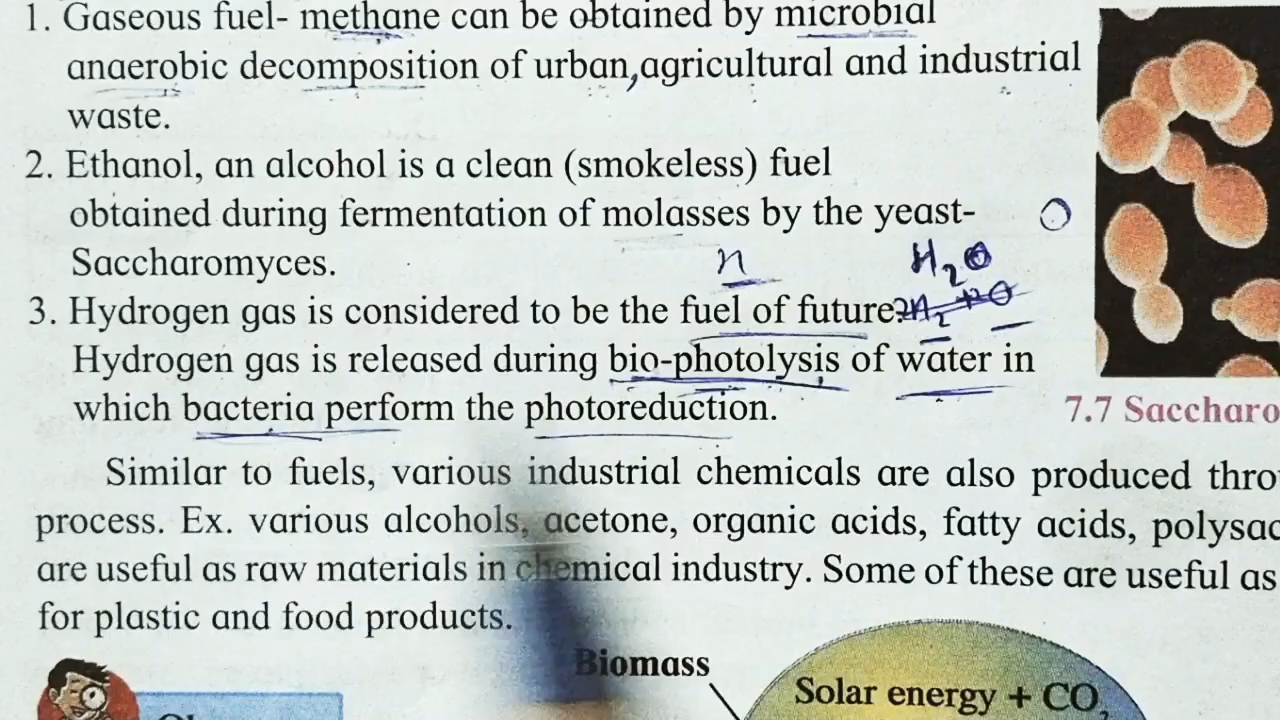 1. Gaseous fuel- methane can be obtained by microbial
anaerobic decomposition of urban,agricultural and industrial
waste.
2. Ethanol, an alcohol is a clean (smokeless) fuel
obtained during fermentation of molasses by the yeast-
Saccharomyces.
n
H₂O
3. Hydrogen gas is considered to be the fuel of future.
Hydrogen gas is released during bio-photolysis of water in
which bacteria perform the photoreduction.
7.7 Saccharo
Similar to fuels, various industrial chemicals are also produced thro
process. Ex. various alcohols, acetone, organic acids, fatty acids, polysac
are useful as raw materials in chemical industry. Some of these are useful as
for plastic and food products.
Biomass
Solar energy + CO₂